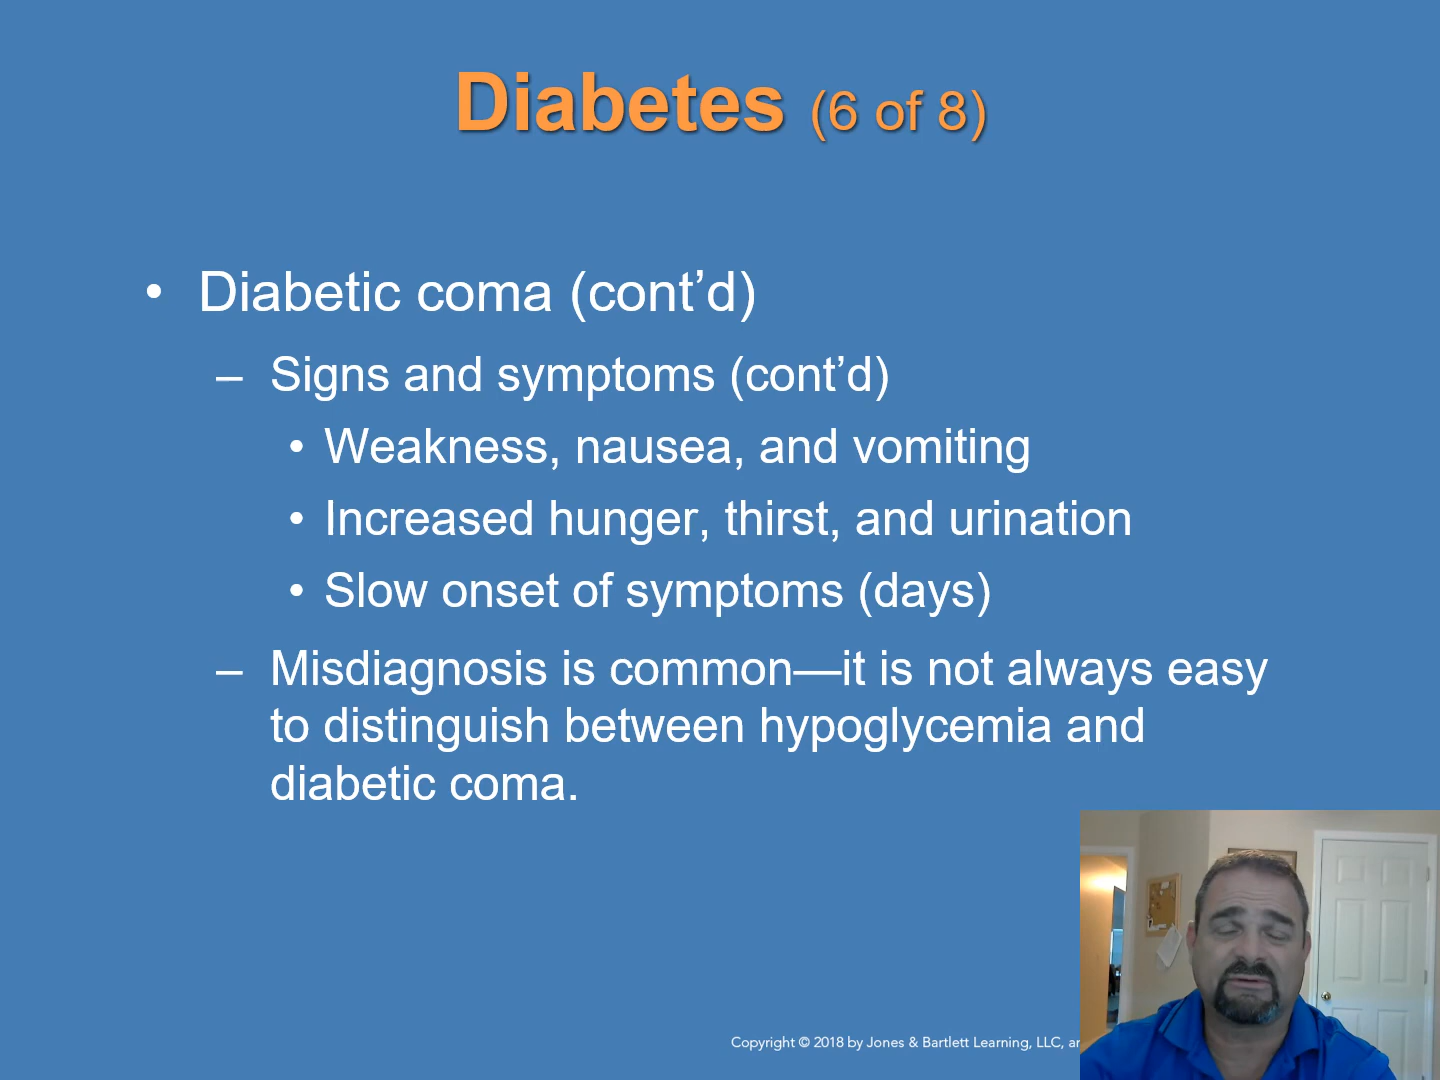 Diabetes (6 of 8)
• Diabetic coma (cont’d)
– Signs and symptoms (cont’d)
• Weakness, nausea, and vomiting
• Increased hunger, thirst, and urination
• Slow onset of symptoms (days)
– Misdiagnosis is common—it is not always easy
to distinguish between hypoglycemia and
diabetic coma.
Copyright © 2018 by Jones & Bartlett Learning, LLC,